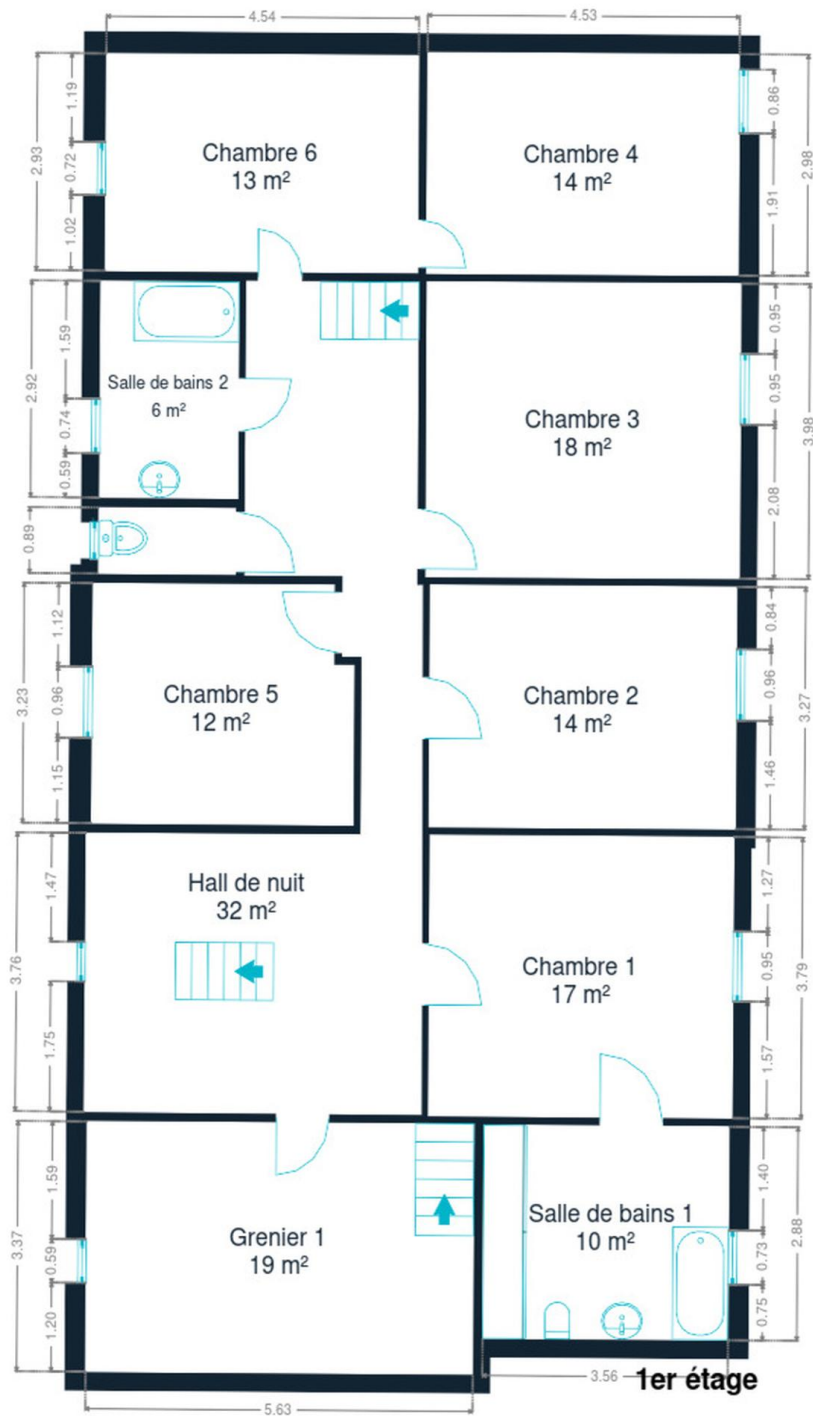 4.54
4.53
1.19
0.72
1.02
2.93
Chambre 6
13 m²
Chambre 4
14 m²
0.86
1.91
2.98
1.59
0.74
0.59
2.92
Salle de bains 2
6 m²
Chambre 3
18 m²
0.95
0.95
2.08
3.98
0.89
1.12
0.96
1.15
3.23
Chambre 5
12 m²
Chambre 2
14 m²
0.84
0.96
1.46
3.27
1.47
1.75
3.76
Hall de nuit
32 m²
Chambre 1
17 m²
1.27
0.95
1.57
3.79
1.59
0.59
1.20
3.37
Grenier 1
19 m²
Salle de bains 1
10 m²
1.40
0.73
0.75
2.88
3.56
1er étage
5.63